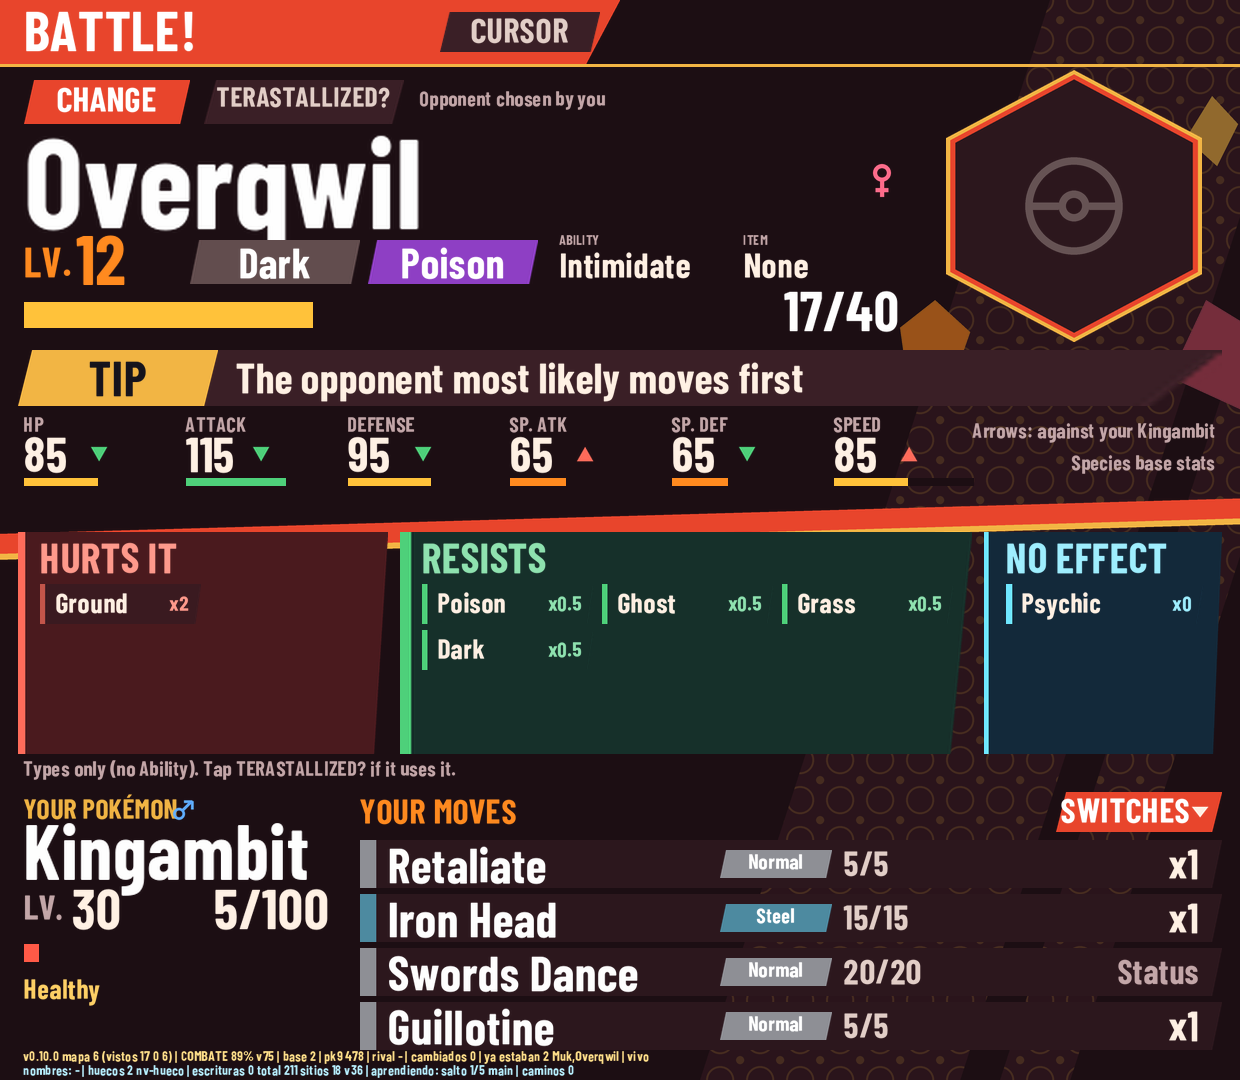 BATTLE!
CURSOR
CHANGE
TERASTALLIZED?
Opponent chosen by you
Overqwil
LV. 12
Dark
Poison
ABILITY
Intimidate
ITEM
None
17/40
TIP
The opponent most likely moves first
HP
85
ATTACK
115
DEFENSE
95
SP. ATK
65
SP. DEF
65
SPEED
85
Arrows: against your Kingambit
Species base stats
HURTS IT
Ground x2
RESISTS
Poison x0.5 Ghost x0.5 Grass x0.5
Dark x0.5
NO EFFECT
Psychic x0
Types only (no Ability). Tap TERASTALLIZED? if it uses it.
YOUR POKÉMON♂
Kingambit
LV. 30 5/100
Healthy
YOUR MOVES
SWITCHES▼
Retaliate Normal 5/5 x1
Iron Head Steel 15/15 x1
Swords Dance Normal 20/20 Status
Guillotine Normal 5/5 x1
v0.10.0 mapa 6 (vistos 17 0 6) | COMBATE 89% v75 | base 2 | pk9 478 | rival - | cambiados 0 | ya estaban 2 Muk,Overqwil | vivo
nombres: - | huecos 2 nv-hueco | escrituras 0 total 211 sitios 18 v36 | aprendiendo: salto 1/5 main | caminos 0